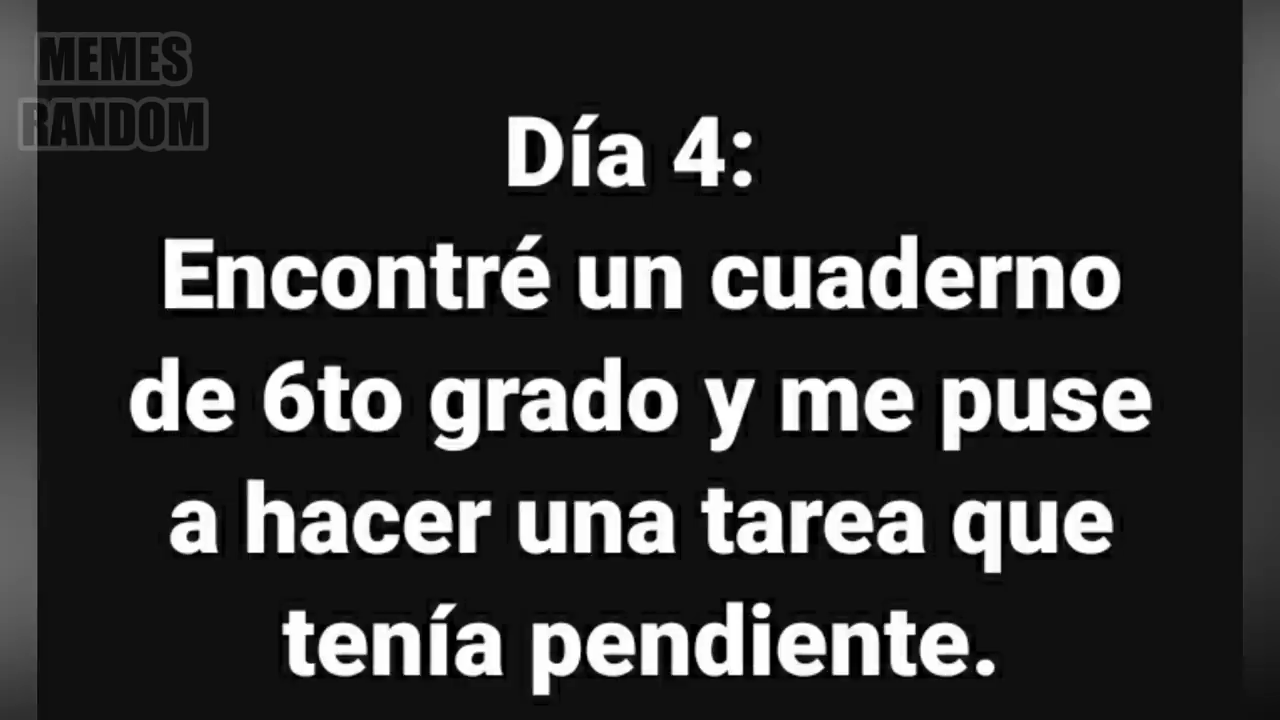 MEMES
RANDOM
Día 4:
Encontré un cuaderno
de 6to grado y me puse
a hacer una tarea que
tenía pendiente.